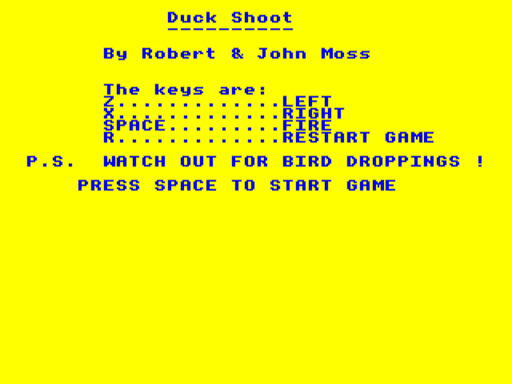 Duck Shoot
----------
By Robert & John Moss
The keys are:
Z.............LEFT
X.............RIGHT
SPACE.........FIRE
R.............RESTART GAME
P.S.  WATCH OUT FOR BIRD DROPPINGS !
PRESS SPACE TO START GAME